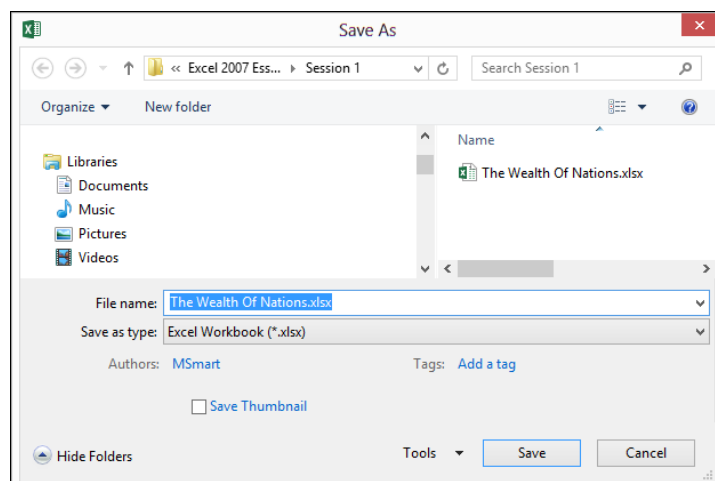 Save As
« Excel 2007 Ess... Session 1
Search Session 1
Organize
New folder
Libraries
Documents
Music
Pictures
Videos
Name
The Wealth Of Nations.xlsx
File name: The Wealth Of Nations.xlsx
Save as type: Excel Workbook (*.xlsx)
Authors: MSmart
Tags: Add a tag
Save Thumbnail
Hide Folders
Tools
Save
Cancel